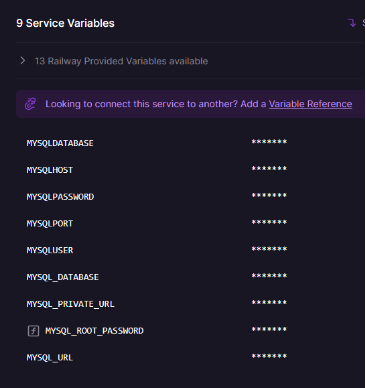 9 Service Variables
13 Railway Provided Variables available
Looking to connect this service to another? Add a Variable Reference
MYSQLDATABASE *******
MYSQLHOST *******
MYSQLPASSWORD *******
MYSQLPORT *******
MYSQLUSER *******
MYSQL_DATABASE *******
MYSQL_PRIVATE_URL *******
MYSQL_ROOT_PASSWORD *******
MYSQL_URL *******